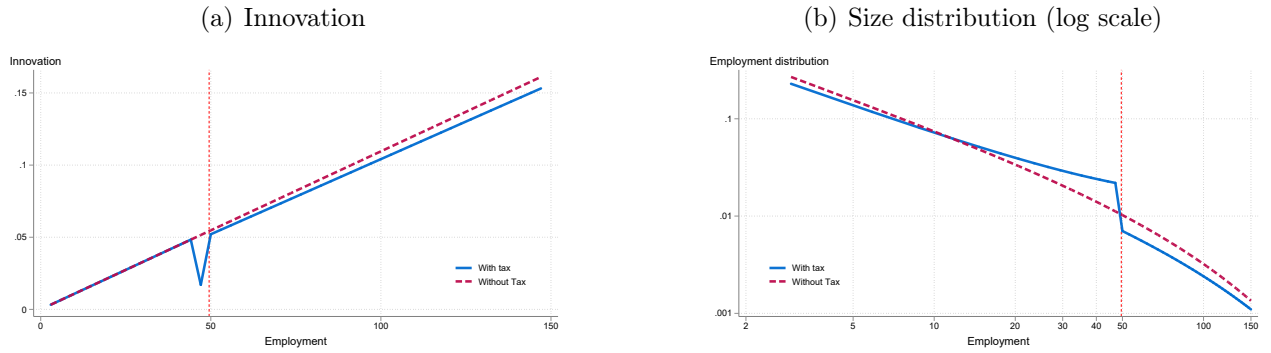 (a) Innovation
Innovation
.15
.1
.05
0
0
50
100
150
With tax
Without Tax
Employment
(b) Size distribution (log scale)
Employment distribution
.1
.01
.001
2
5
10
20
30
40
50
100
150
With tax
Without Tax
Employment